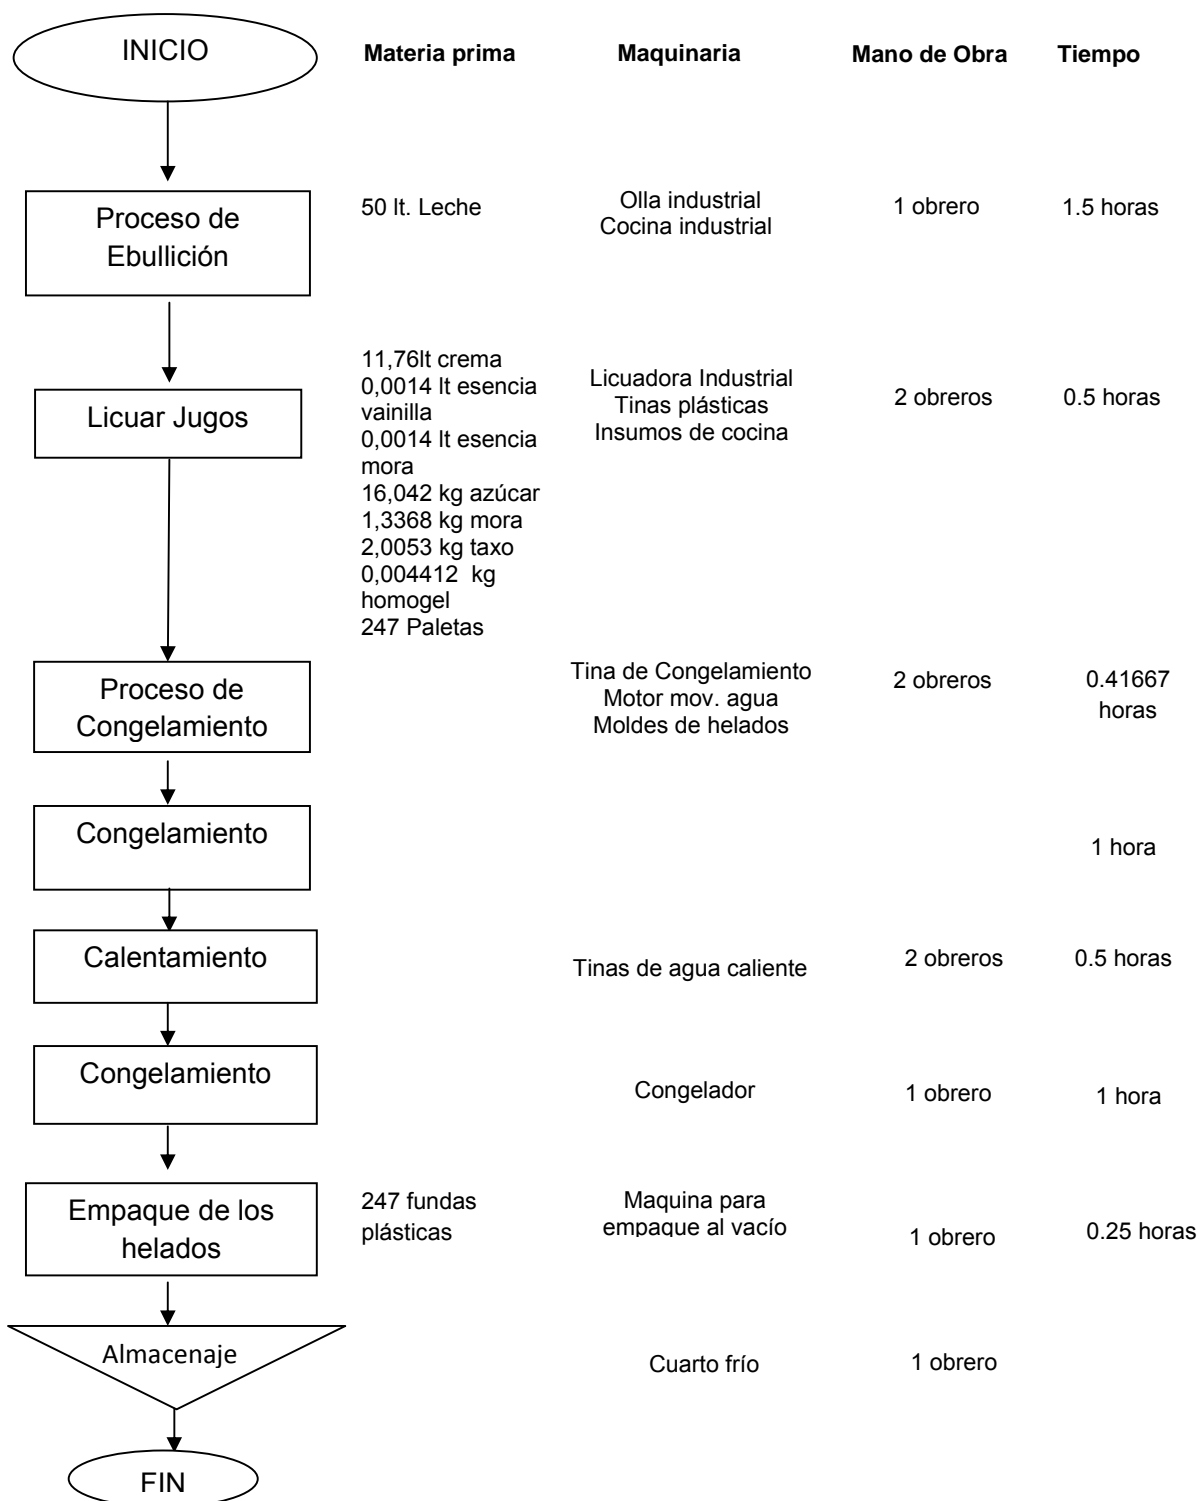 INICIO
Materia prima
Maquinaria
Mano de Obra
Tiempo
Proceso de
Ebullición
50 lt. Leche
Olla industrial
Cocina industrial
1 obrero
1.5 horas
Licuar Jugos
11,76lt crema
0,0014 lt esencia
vainilla
0,0014 lt esencia
mora
16,042 kg azúcar
1,3368 kg mora
2,0053 kg taxo
0,004412 kg
homogel
247 Paletas
Licuadora Industrial
Tinas plásticas
Insumos de cocina
2 obreros
0.5 horas
Proceso de
Congelamiento
Tina de Congelamiento
Motor mov. agua
Moldes de helados
2 obreros
0.41667
horas
Congelamiento
1 hora
Calentamiento
Tinas de agua caliente
2 obreros
0.5 horas
Congelamiento
Congelador
1 obrero
1 hora
Empaque de los
helados
247 fundas
plásticas
Maquina para
empaque al vacío
1 obrero
0.25 horas
Almacenaje
Cuarto frío
1 obrero
FIN